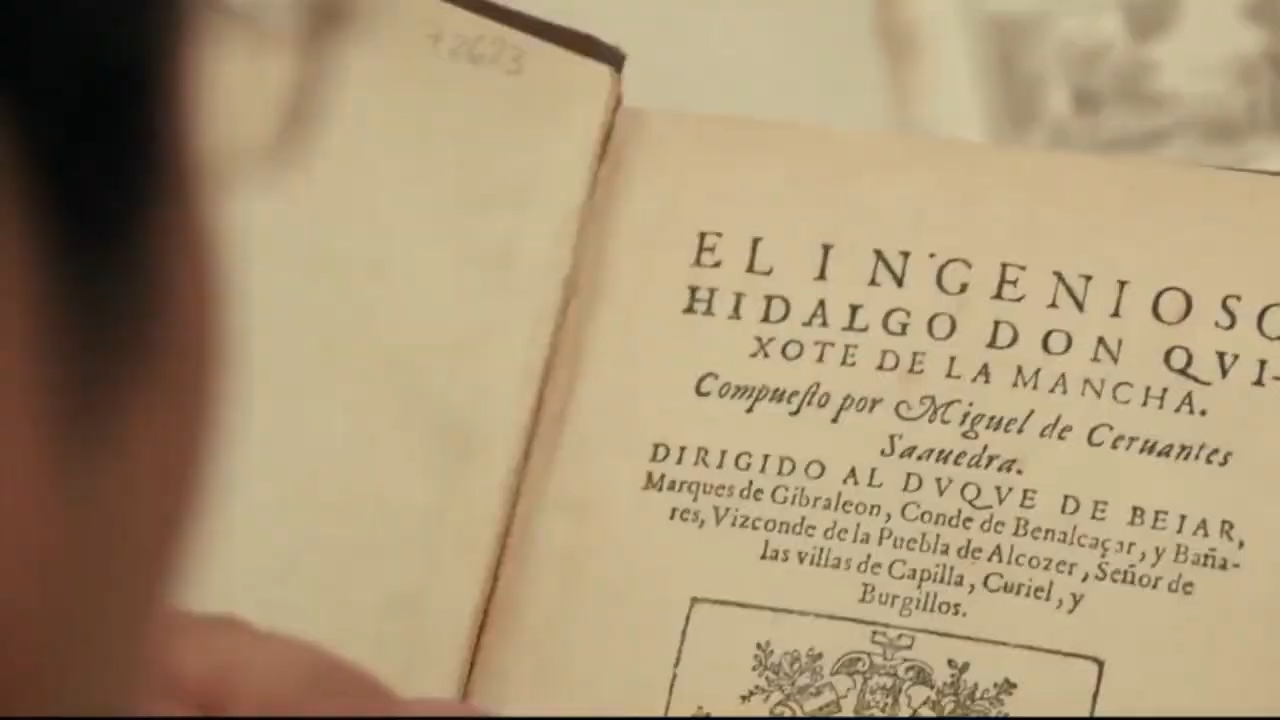 +2623
EL INGENIOSO
HIDALGO DON QVI-
XOTE DE LA MANCHA.
Compueſto por Miguel de Ceruantes
Saauedra.
DIRIGIDO AL DVQVE DE BEIAR,
Marques de Gibraleon, Conde de Benalcaçar, y Baña-
res, Vizconde de la Puebla de Alcozer, Señor de
las villas de Capilla, Curiel, y
Burgillos.